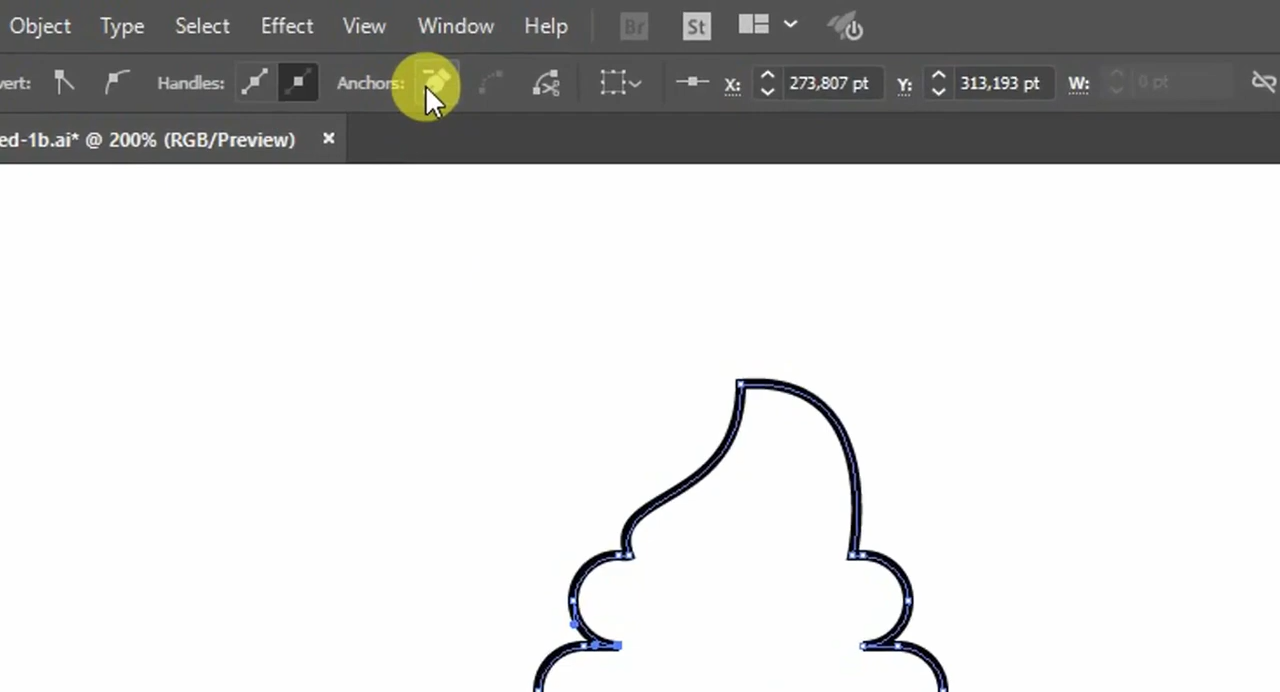 Object Type Select Effect View Window Help Br St
vert: Handles: Anchors: X: 273,807 pt Y: 313,193 pt W: 0 pt
ed-1b.ai* @ 200% (RGB/Preview) ×